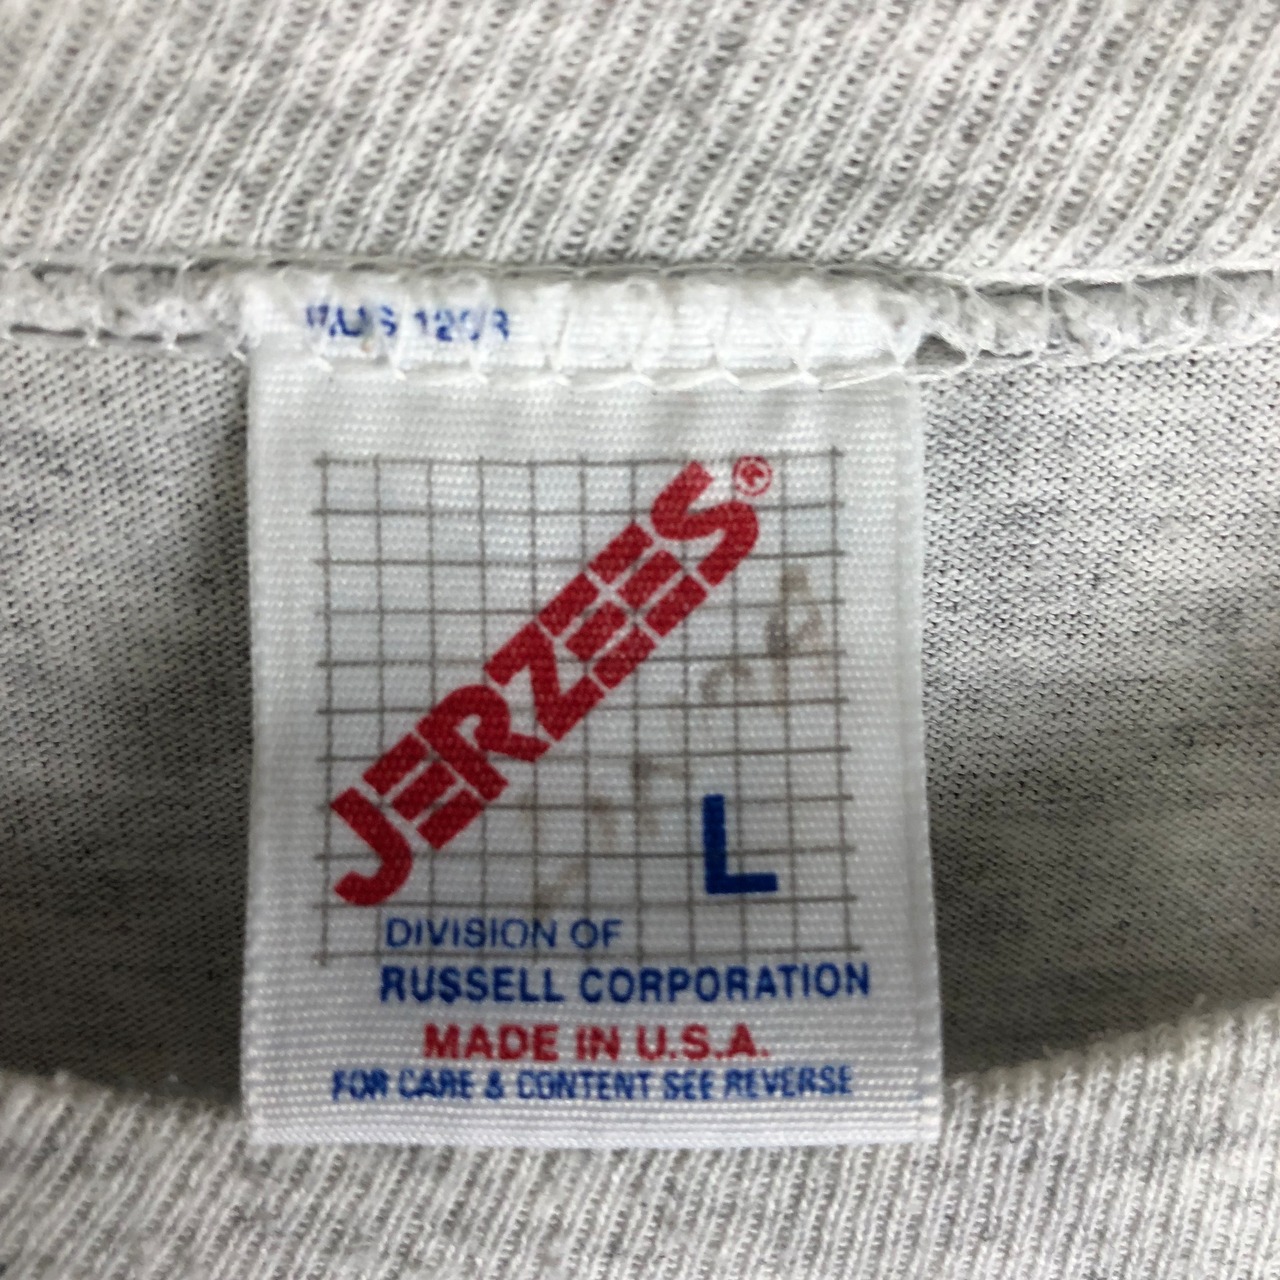 JERZEES®
L
DIVISION OF
RUSSELL CORPORATION
MADE IN U.S.A.
FOR CARE & CONTENT SEE REVERSE